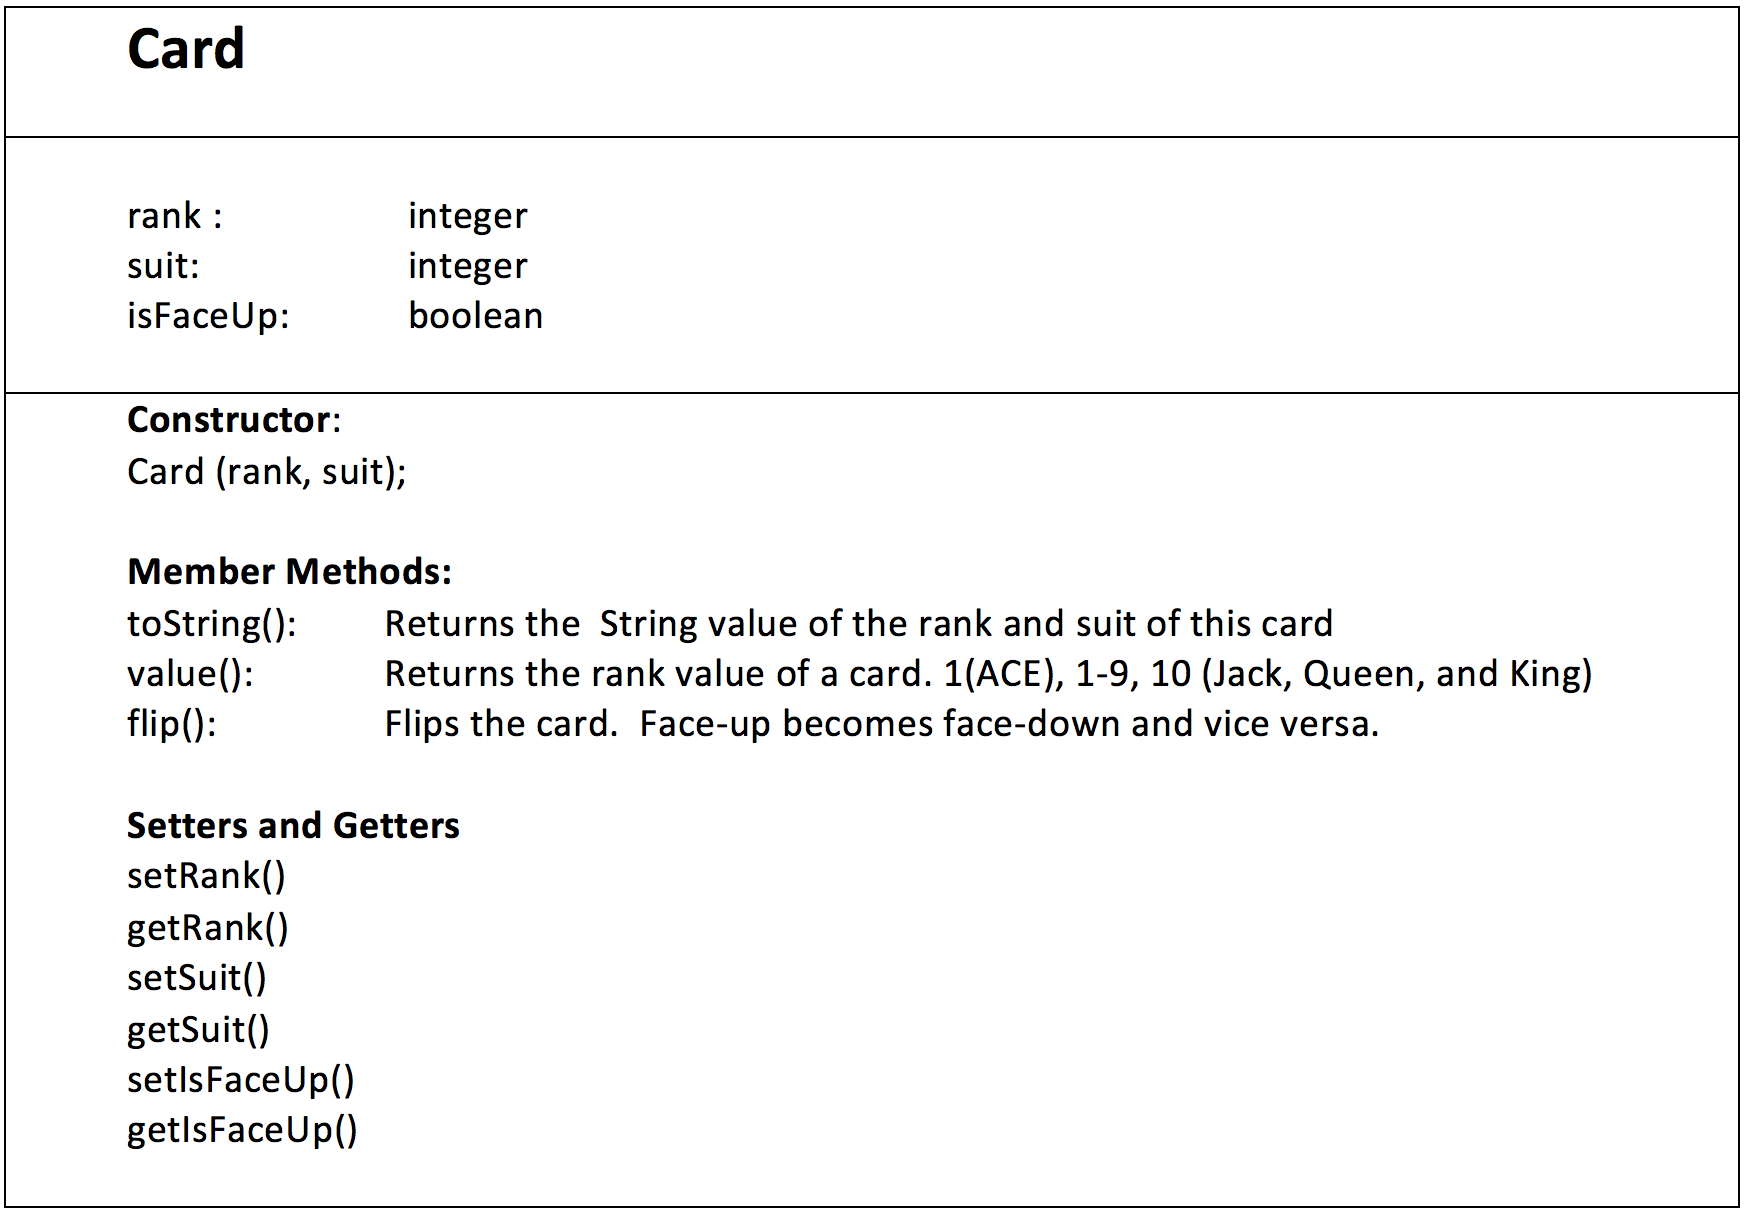 Card
rank : integer
suit: integer
isFaceUp: boolean
Constructor:
Card (rank, suit);
Member Methods:
toString(): Returns the  String value of the rank and suit of this card
value(): Returns the rank value of a card. 1(ACE), 1-9, 10 (Jack, Queen, and King)
flip(): Flips the card.  Face-up becomes face-down and vice versa.
Setters and Getters
setRank()
getRank()
setSuit()
getSuit()
setIsFaceUp()
getIsFaceUp()